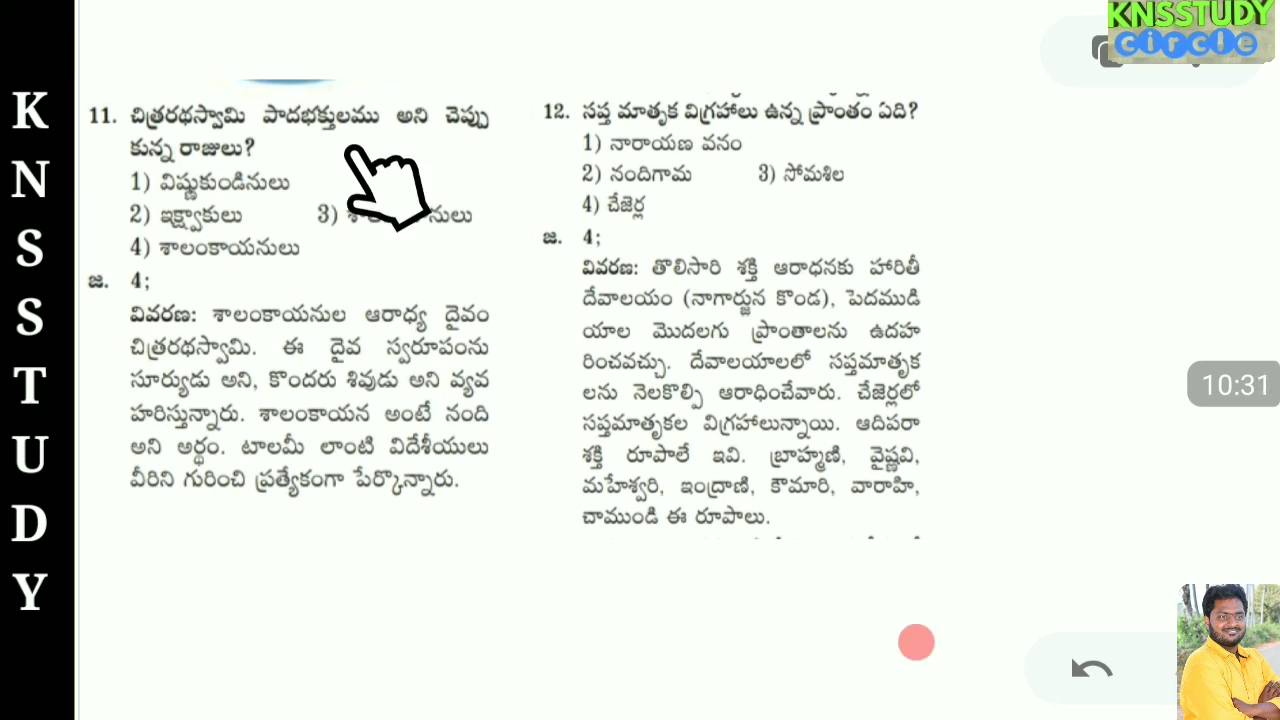 KNSSTUDY
KNSSTUDY
circle
11. చిత్రరథస్వామి పాదభక్తులము అని చెప్పు
కున్న రాజులు?
1) విష్ణుకుండినులు
2) ఇక్ష్వాకులు 3)
4) శాలంకాయనులు
జ. 4;
వివరణ: శాలంకాయనుల ఆరాధ్య దైవం
చిత్రరథస్వామి. ఈ దైవ స్వరూపంను
సూర్యుడు అని, కొందరు శివుడు అని వ్యవ
హరిస్తున్నారు. శాలంకాయన అంటే నంది
అని అర్థం. టాలమీ లాంటి విదేశీయులు
వీరిని గురించి ప్రత్యేకంగా పేర్కొన్నారు.
12. సప్త మాతృక విగ్రహాలు ఉన్న ప్రాంతం ఏది?
1) నారాయణ వనం
2) నందిగామ 3) సోమశిల
4) చేజెర్ల
జ. 4;
వివరణ: తొలిసారి శక్తి ఆరాధనకు హారితీ
దేవాలయం (నాగార్జున కొండ), పెదముడి
యాల మొదలగు ప్రాంతాలను ఉదహ
రించవచ్చు. దేవాలయాలలో సప్తమాతృక
లను నెలకొల్పి ఆరాధించేవారు. చేజెర్లలో
సప్తమాతృకల విగ్రహాలున్నాయి. ఆదిపరా
శక్తి రూపాలే ఇవి. బ్రాహ్మణి, వైష్ణవి,
మహేశ్వరి, ఇంద్రాణి, కౌమారి, వారాహి,
చాముండి ఈ రూపాలు.
10:31